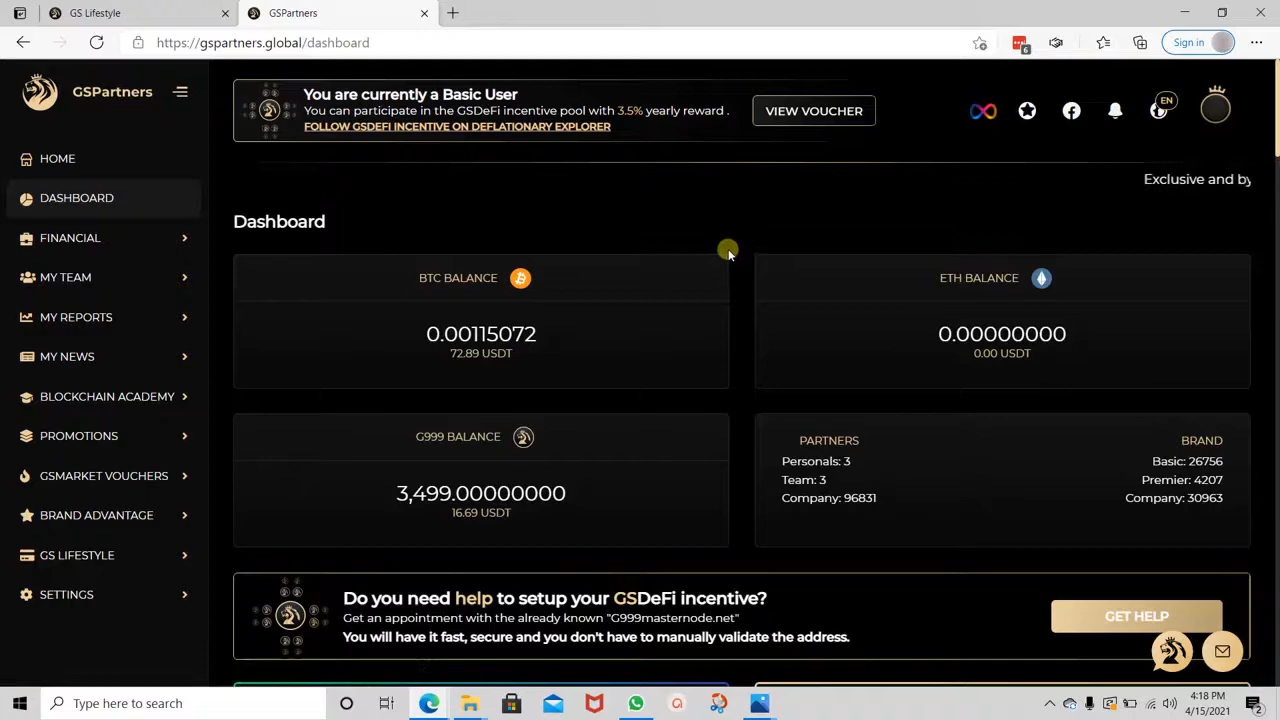 GS Lifestyle
GSPartners
https://gspartners.global/dashboard
6
Sign in
GSPartners
You are currently a Basic User
You can participate in the GSDeFi incentive pool with 3.5% yearly reward .
FOLLOW GSDEFI INCENTIVE ON DEFLATIONARY EXPLORER
VIEW VOUCHER
EN
HOME
DASHBOARD
FINANCIAL
MY TEAM
MY REPORTS
MY NEWS
BLOCKCHAIN ACADEMY
PROMOTIONS
GSMARKET VOUCHERS
BRAND ADVANTAGE
GS LIFESTYLE
SETTINGS
Exclusive and by
Dashboard
BTC BALANCE
0.00115072
72.89 USDT
ETH BALANCE
0.00000000
0.00 USDT
G999 BALANCE
3,499.00000000
16.69 USDT
PARTNERS
Personals: 3
Team: 3
Company: 96831
BRAND
Basic: 26756
Premier: 4207
Company: 30963
Do you need help to setup your GSDeFi incentive?
Get an appointment with the already known "G999masternode.net"
You will have it fast, secure and you don't have to manually validate the address.
GET HELP
Type here to search
4:18 PM
4/15/2021
2